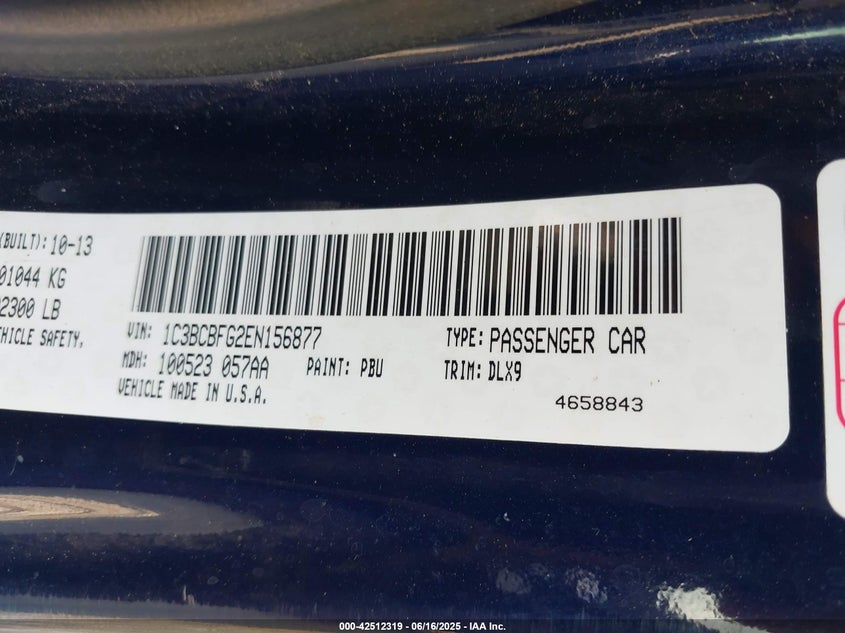 (BUILT): 10-13
01044 KG
2300 LB
EHICLE SAFETY,
VIN: 1C3BCBFG2EN156877
TYPE: PASSENGER CAR
MDH: 100523 057AA
PAINT: PBU
TRIM: DLX9
VEHICLE MADE IN U.S.A.
4658843
000-42512319 - 06/16/2025 - IAA Inc.